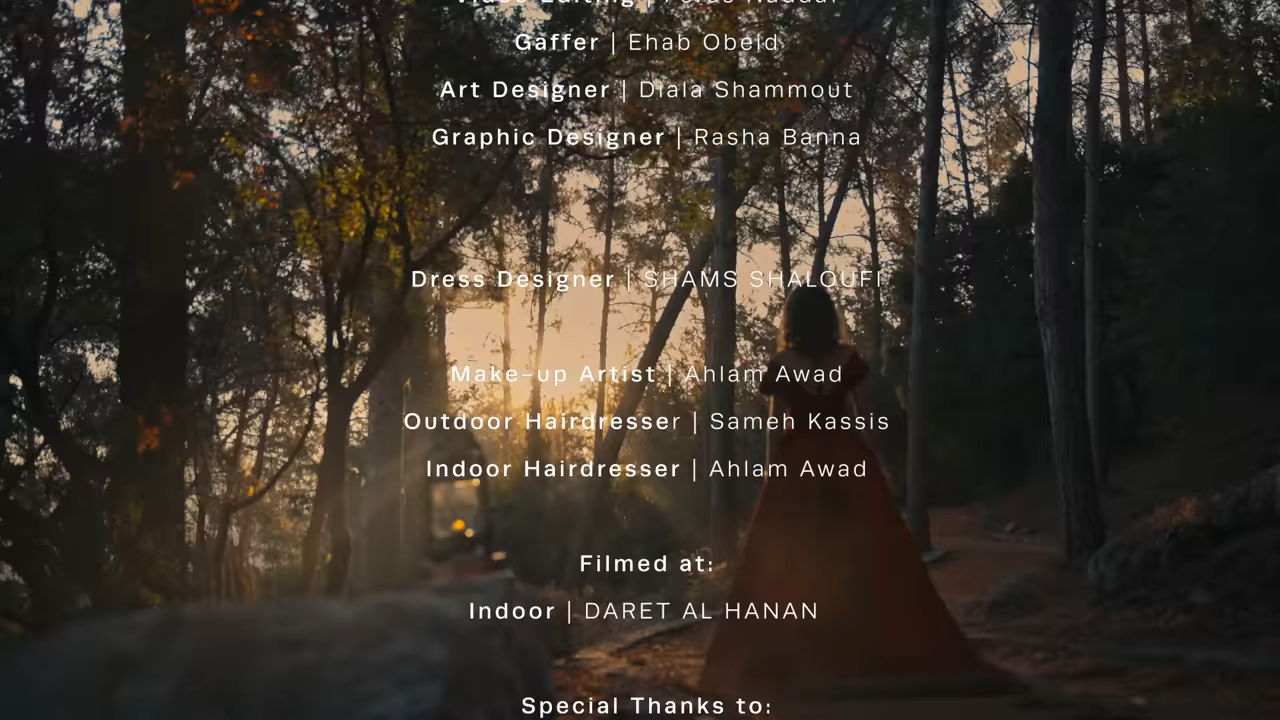 Gaffer | Ehab Obeid
Art Designer | Diala Shammout
Graphic Designer | Rasha Banna
Dress Designer | SHAMS SHALOUFI
Make-up Artist | Ahlam Awad
Outdoor Hairdresser | Sameh Kassis
Indoor Hairdresser | Ahlam Awad
Filmed at:
Indoor | DARET AL HANAN
Special Thanks to: